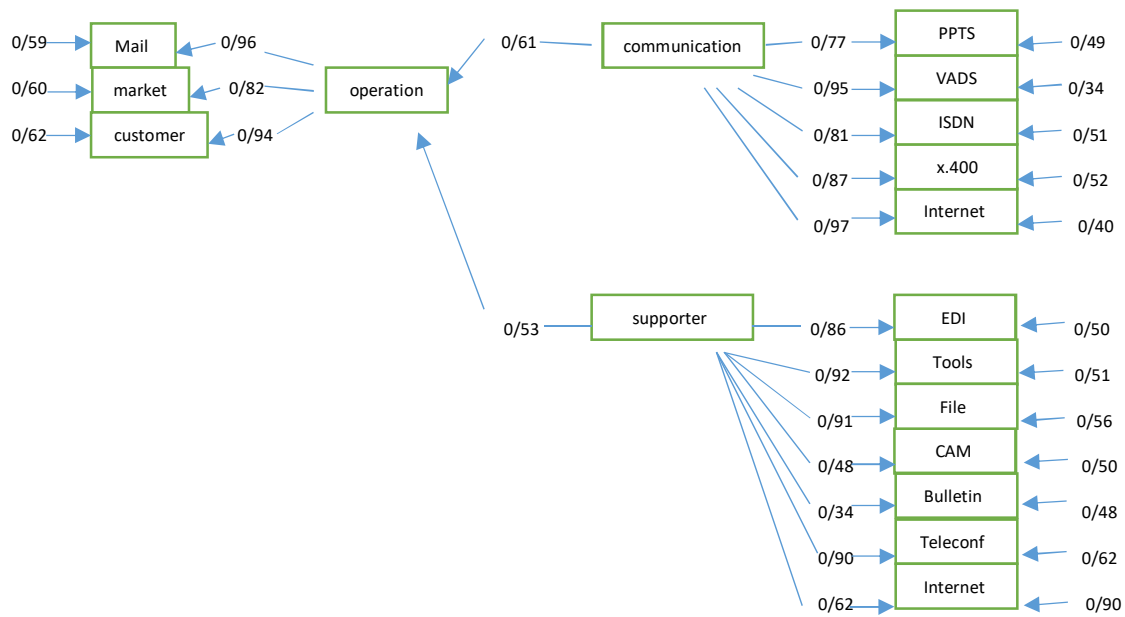 0/59 Mail 0/96
0/60 market 0/82 operation
0/62 customer 0/94
0/61 communication 0/77 PPTS 0/49
0/95 VADS 0/34
0/81 ISDN 0/51
0/87 x.400 0/52
0/97 Internet 0/40
0/53 supporter 0/86 EDI 0/50
0/92 Tools 0/51
0/91 File 0/56
0/48 CAM 0/50
0/34 Bulletin 0/48
0/90 Teleconf 0/62
0/62 Internet 0/90